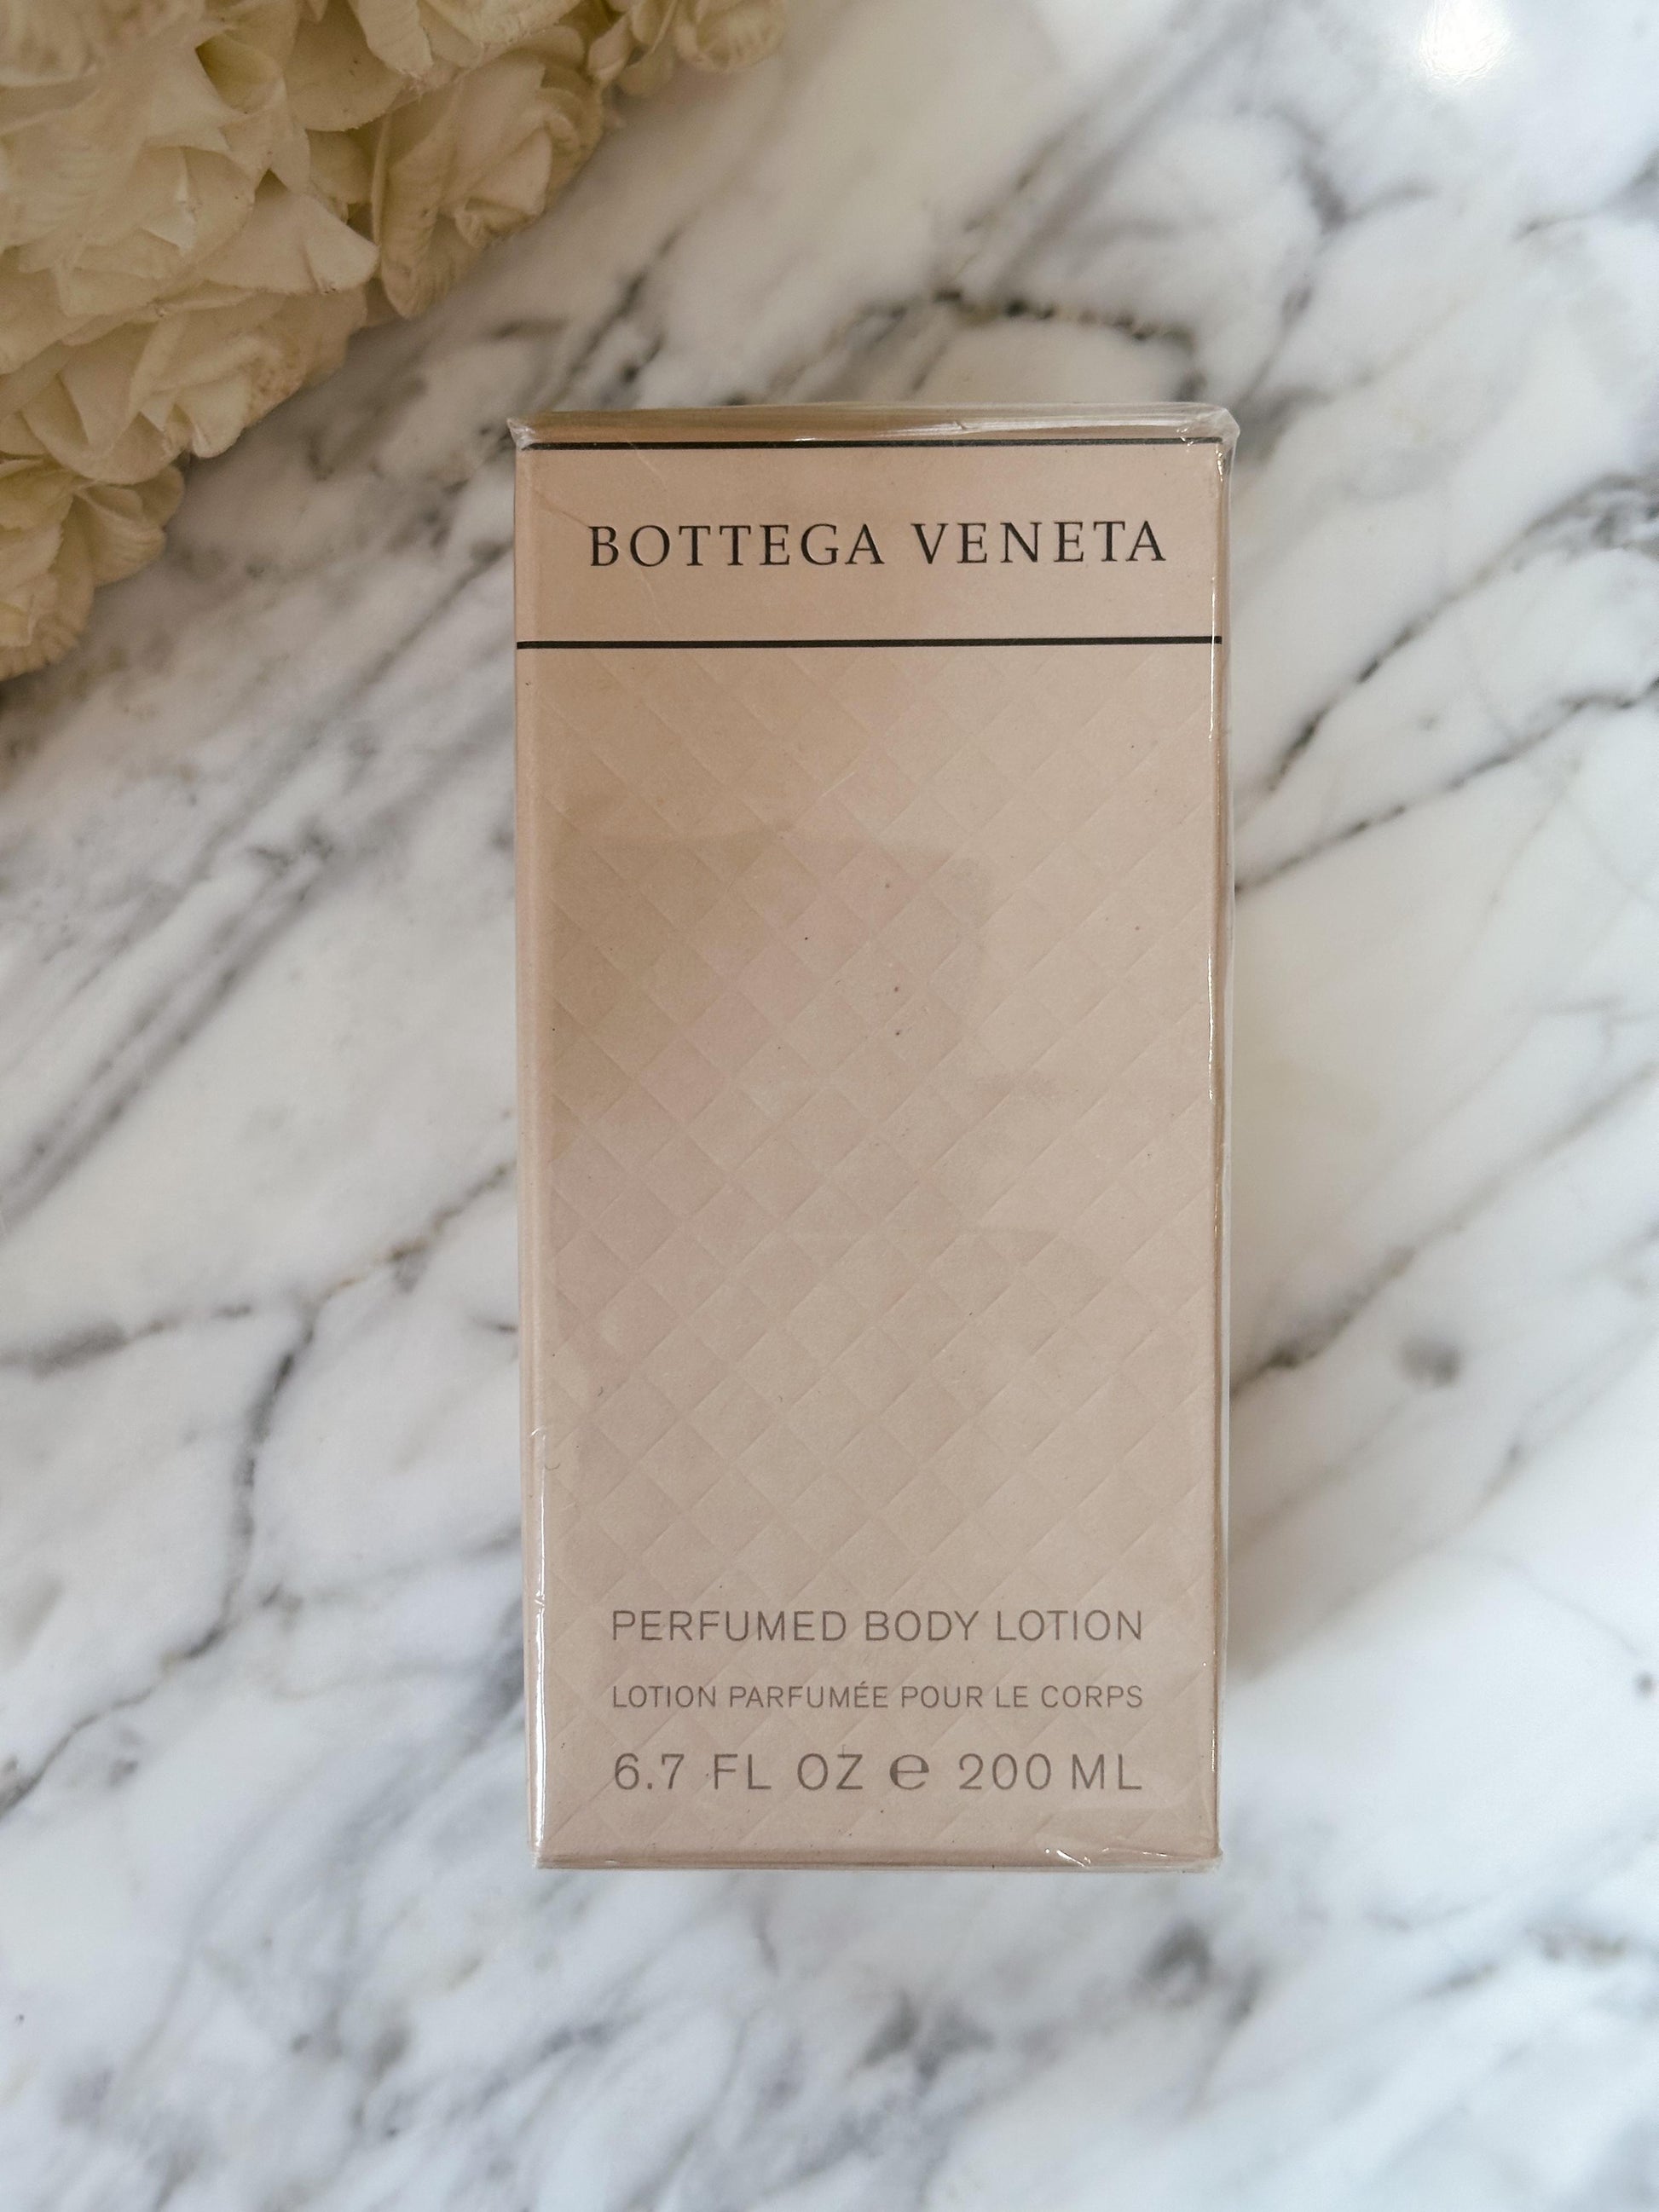 BOTTEGA VENETA
PERFUMED BODY LOTION
LOTION PARFUMÉE POUR LE CORPS
6.7 FL OZ ℮ 200 ML